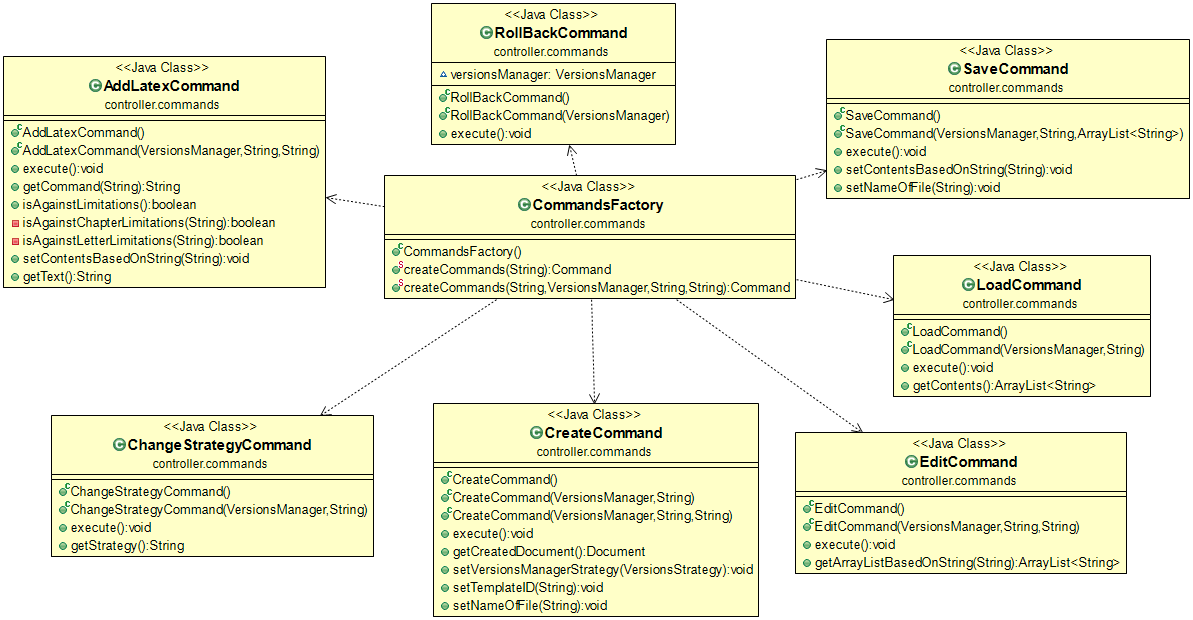 <<Java Class>>
RollBackCommand
controller.commands
versionsManager: VersionsManager
RollBackCommand()
RollBackCommand(VersionsManager)
execute():void
<<Java Class>>
SaveCommand
controller.commands
SaveCommand()
SaveCommand(VersionsManager,String,ArrayList<String>)
execute():void
setContentsBasedOnString(String):void
setNameOfFile(String):void
<<Java Class>>
AddLatexCommand
controller.commands
AddLatexCommand()
AddLatexCommand(VersionsManager,String,String)
execute():void
getCommand(String):String
isAgainstLimitations():boolean
isAgainstChapterLimitations(String):boolean
isAgainstLetterLimitations(String):boolean
setContentsBasedOnString(String):void
getText():String
<<Java Class>>
CommandsFactory
controller.commands
CommandsFactory()
createCommands(String):Command
createCommands(String,VersionsManager,String,String):Command
<<Java Class>>
LoadCommand
controller.commands
LoadCommand()
LoadCommand(VersionsManager,String)
execute():void
getContents():ArrayList<String>
<<Java Class>>
ChangeStrategyCommand
controller.commands
ChangeStrategyCommand()
ChangeStrategyCommand(VersionsManager,String)
execute():void
getStrategy():String
<<Java Class>>
CreateCommand
controller.commands
CreateCommand()
CreateCommand(VersionsManager,String)
CreateCommand(VersionsManager,String,String)
execute():void
getCreatedDocument():Document
setVersionsManagerStrategy(VersionsStrategy):void
setTemplateID(String):void
setNameOfFile(String):void
<<Java Class>>
EditCommand
controller.commands
EditCommand()
EditCommand(VersionsManager,String,String)
execute():void
getArrayListBasedOnString(String):ArrayList<String>